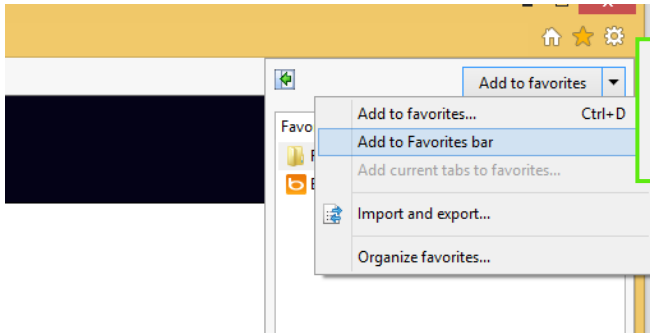 Add to favorites
Favo
Add to favorites... Ctrl+D
Add to Favorites bar
Add current tabs to favorites...
Import and export...
Organize favorites...